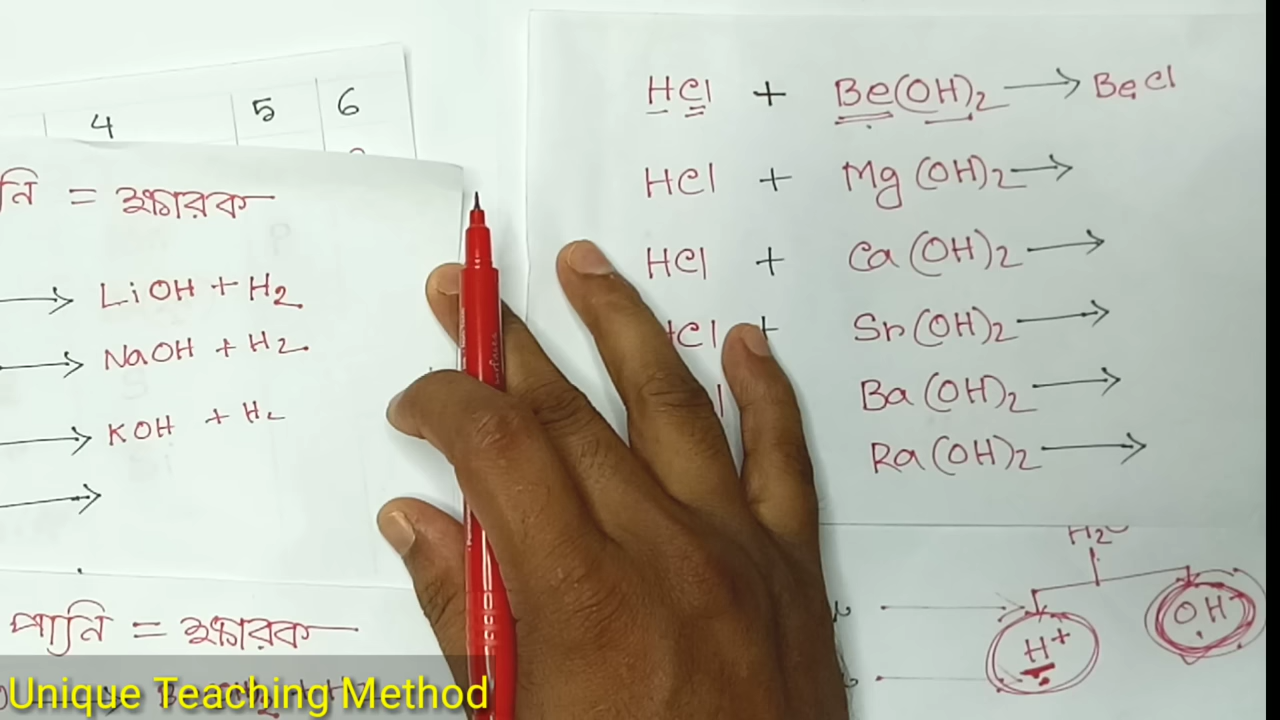 4 5 6
নি = ক্ষারক
LiOH + H2
NaOH + H2
KOH + H2
পানি = ক্ষারক
HCl + Be(OH)2 → BeCl
HCl + Mg(OH)2 →
HCl + Ca(OH)2 →
HCl + Sr(OH)2 →
Ba(OH)2 →
Ra(OH)2 →
H2O
H+ OH-
Unique Teaching Method